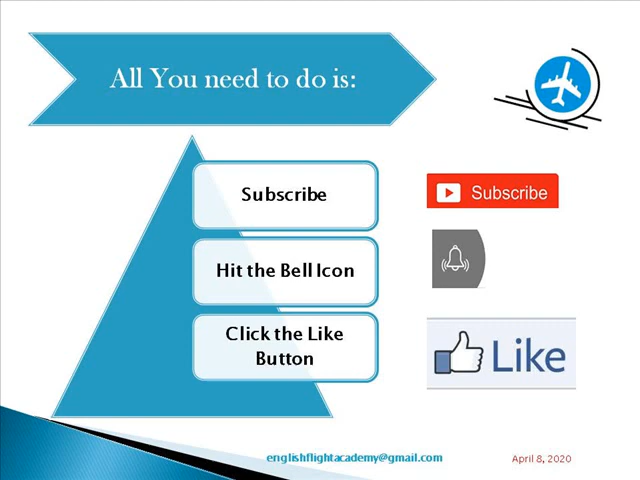 All You need to do is:
Subscribe
Subscribe
Hit the Bell Icon
Click the Like
Button
Like
englishflightacademy@gmail.com
April 8, 2020